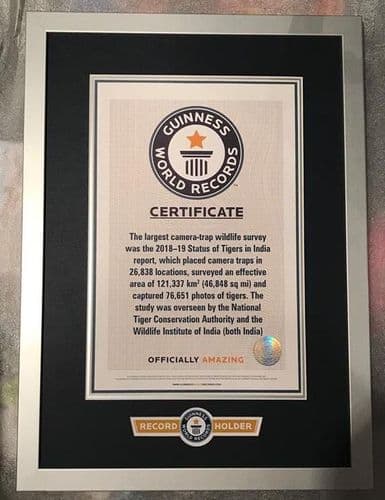 GUINNESS
WORLD RECORDS
CERTIFICATE
The largest camera-trap wildlife survey
was the 2018–19 Status of Tigers in India
report, which placed camera traps in
26,838 locations, surveyed an effective
area of 121,337 km² (46,848 sq mi) and
captured 76,651 photos of tigers. The
study was overseen by the National
Tiger Conservation Authority and the
Wildlife Institute of India (both India)
OFFICIALLY AMAZING
RECORD
GUINNESS
WORLD RECORDS
HOLDER